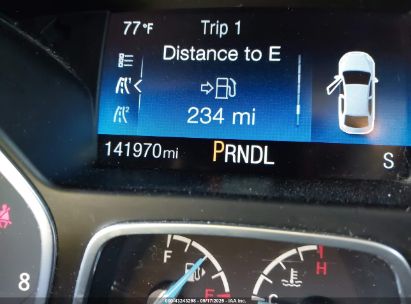 77°F Trip 1
Distance to E
234 mi
141970mi PRNDL S
F H
E C
8